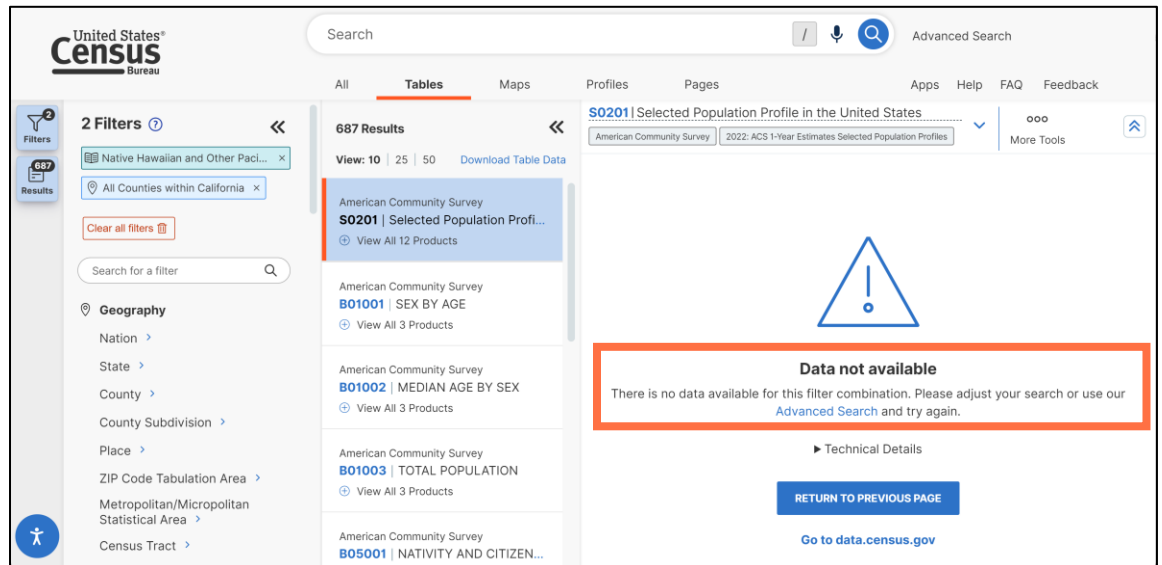 United States®
Census
Bureau
Search
/
Advanced Search
All Tables Maps Profiles Pages Apps Help FAQ Feedback
2
Filters
687
Results
2 Filters ?
Native Hawaiian and Other Paci... ×
All Counties within California ×
Clear all filters
Search for a filter
Geography
Nation >
State >
County >
County Subdivision >
Place >
ZIP Code Tabulation Area >
Metropolitan/Micropolitan
Statistical Area >
Census Tract >
687 Results
View: 10 | 25 | 50 Download Table Data
American Community Survey
S0201 | Selected Population Profi...
View All 12 Products
American Community Survey
B01001 | SEX BY AGE
View All 3 Products
American Community Survey
B01002 | MEDIAN AGE BY SEX
View All 3 Products
American Community Survey
B01003 | TOTAL POPULATION
View All 3 Products
American Community Survey
B05001 | NATIVITY AND CITIZEN...
S0201 | Selected Population Profile in the United States
American Community Survey 2022: ACS 1-Year Estimates Selected Population Profiles
More Tools
Data not available
There is no data available for this filter combination. Please adjust your search or use our
Advanced Search and try again.
Technical Details
RETURN TO PREVIOUS PAGE
Go to data.census.gov